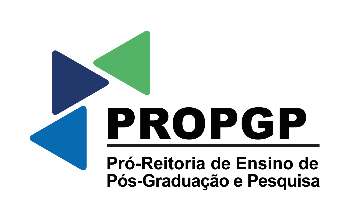 PROPGP
Pró-Reitoria de Ensino de
Pós-Graduação e Pesquisa